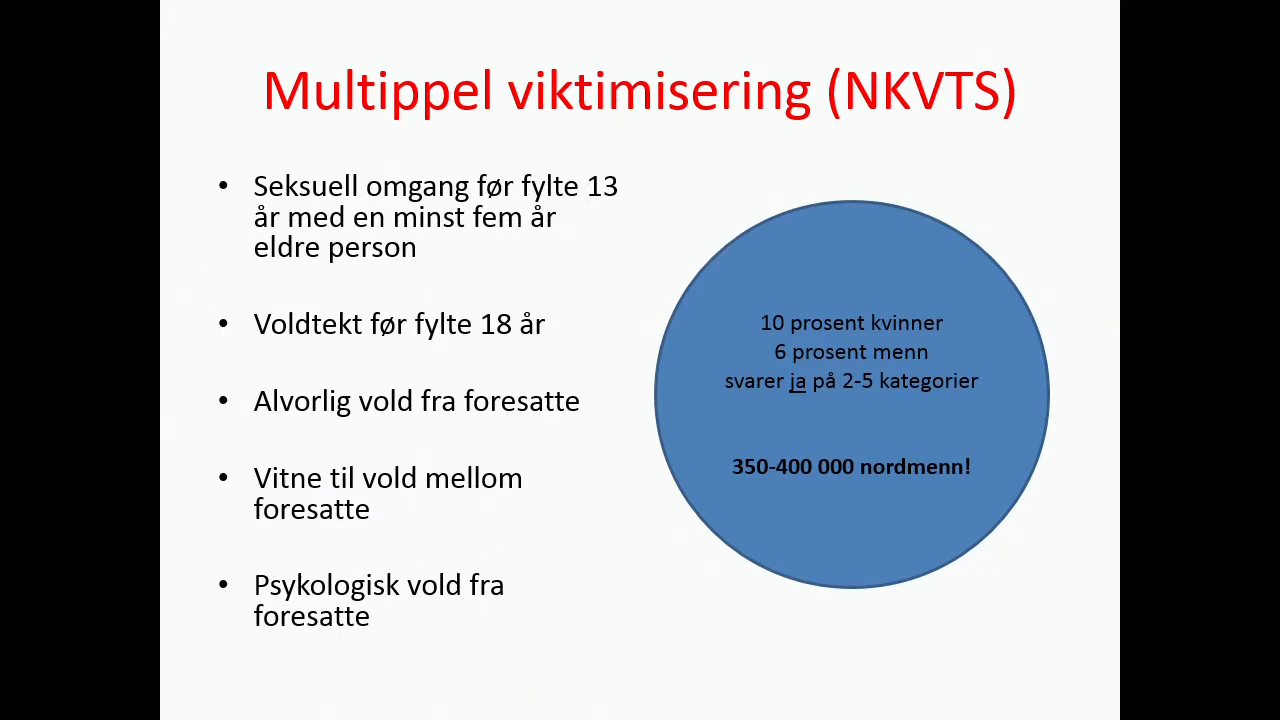 Multippel viktimisering (NKVTS)
• Seksuell omgang før fylte 13
år med en minst fem år
eldre person
• Voldtekt før fylte 18 år
• Alvorlig vold fra foresatte
• Vitne til vold mellom
foresatte
• Psykologisk vold fra
foresatte
10 prosent kvinner
6 prosent menn
svarer ja på 2-5 kategorier
350-400 000 nordmenn!